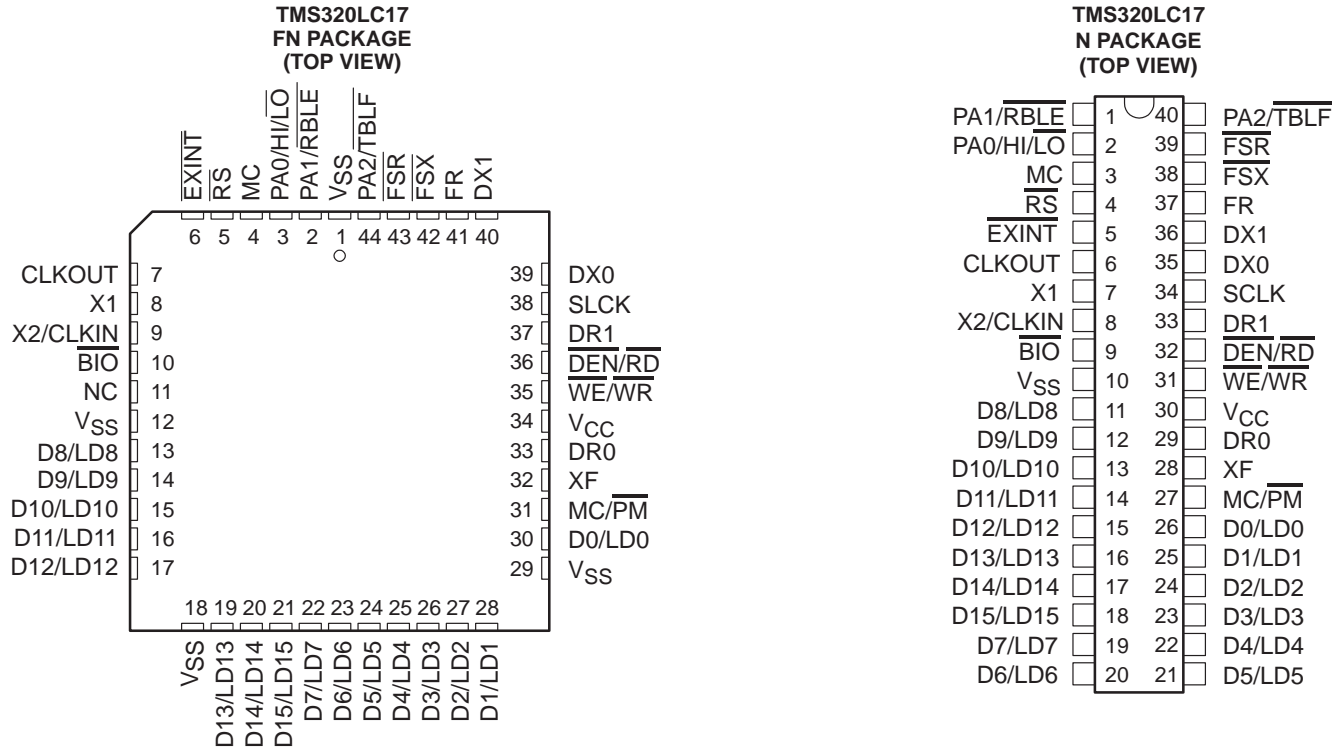 TMS320LC17
FN PACKAGE
(TOP VIEW)
EXINT
RS
MC
PA0/HI/LO
PA1/RBLE
VSS
PA2/TBLF
FSR
FSX
FR
DX1
6 5 4 3 2 1 44 43 42 41 40
CLKOUT 7
X1 8
X2/CLKIN 9
BIO 10
NC 11
VSS 12
D8/LD8 13
D9/LD9 14
D10/LD10 15
D11/LD11 16
D12/LD12 17
39 DX0
38 SLCK
37 DR1
36 DEN/RD
35 WE/WR
34 VCC
33 DR0
32 XF
31 MC/PM
30 D0/LD0
29 VSS
18 19 20 21 22 23 24 25 26 27 28
VSS
D13/LD13
D14/LD14
D15/LD15
D7/LD7
D6/LD6
D5/LD5
D4/LD4
D3/LD3
D2/LD2
D1/LD1
TMS320LC17
N PACKAGE
(TOP VIEW)
PA1/RBLE 1 40 PA2/TBLF
PA0/HI/LO 2 39 FSR
MC 3 38 FSX
RS 4 37 FR
EXINT 5 36 DX1
CLKOUT 6 35 DX0
X1 7 34 SCLK
X2/CLKIN 8 33 DR1
BIO 9 32 DEN/RD
VSS 10 31 WE/WR
D8/LD8 11 30 VCC
D9/LD9 12 29 DR0
D10/LD10 13 28 XF
D11/LD11 14 27 MC/PM
D12/LD12 15 26 D0/LD0
D13/LD13 16 25 D1/LD1
D14/LD14 17 24 D2/LD2
D15/LD15 18 23 D3/LD3
D7/LD7 19 22 D4/LD4
D6/LD6 20 21 D5/LD5